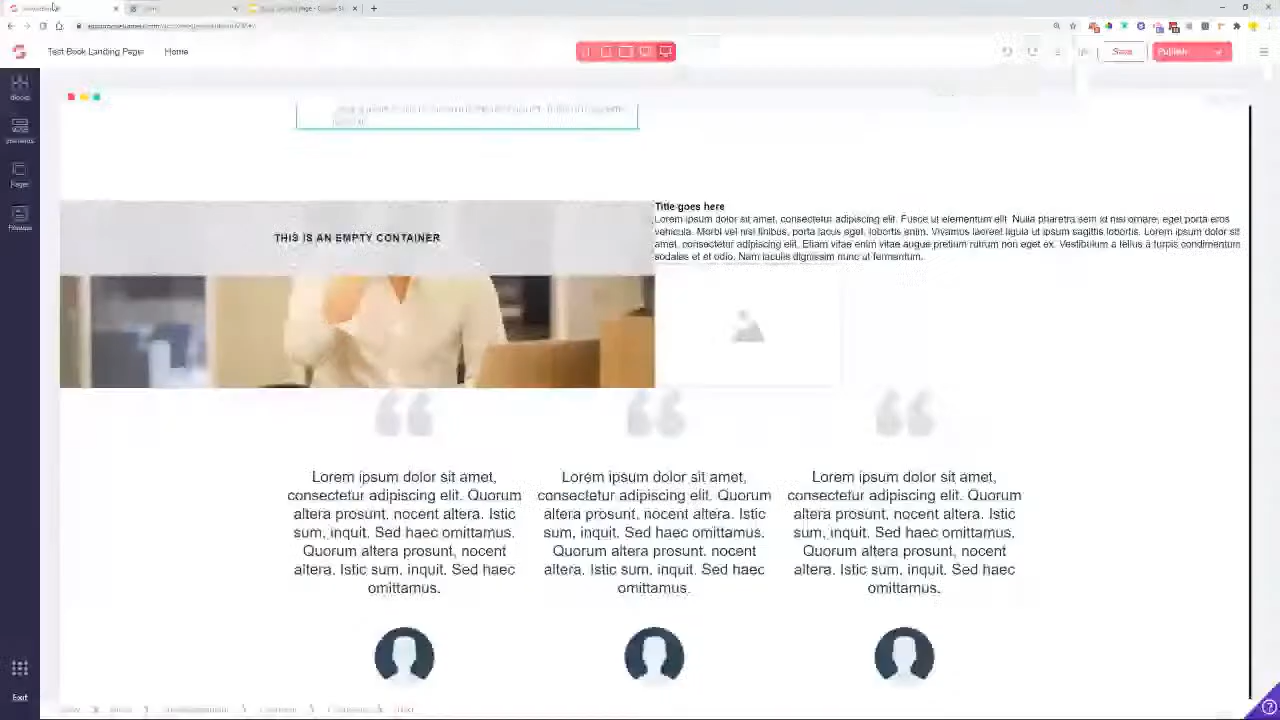 Test Book Landing Page
Home
Save
Publish
Blocks
Pages
Exit
THIS IS AN EMPTY CONTAINER
Title goes here
Lorem ipsum dolor sit amet, consectetur adipiscing elit. Fusce ut elementum elit. Nulla pharetra sem id nisi ornare, eget porta eros
vehicula. Morbi vel nisl finibus, porta lacus eget, lobortis enim. Vivamus laoreet ligula ut ipsum sagittis lobortis. Lorem ipsum dolor sit
amet, consectetur adipiscing elit. Etiam vitae enim vitae augue pretium rutrum non eget ex. Vestibulum a tellus a turpis condimentum
sodales et et odio. Nam iaculis dignissim nunc ut fermentum.
Lorem ipsum dolor sit amet,
consectetur adipiscing elit. Quorum
altera prosunt, nocent altera. Istic
sum, inquit. Sed haec omittamus.
Quorum altera prosunt, nocent
altera. Istic sum, inquit. Sed haec
omittamus.
Lorem ipsum dolor sit amet,
consectetur adipiscing elit. Quorum
altera prosunt, nocent altera. Istic
sum, inquit. Sed haec omittamus.
Quorum altera prosunt, nocent
altera. Istic sum, inquit. Sed haec
omittamus.
Lorem ipsum dolor sit amet,
consectetur adipiscing elit. Quorum
altera prosunt, nocent altera. Istic
sum, inquit. Sed haec omittamus.
Quorum altera prosunt, nocent
altera. Istic sum, inquit. Sed haec
omittamus.